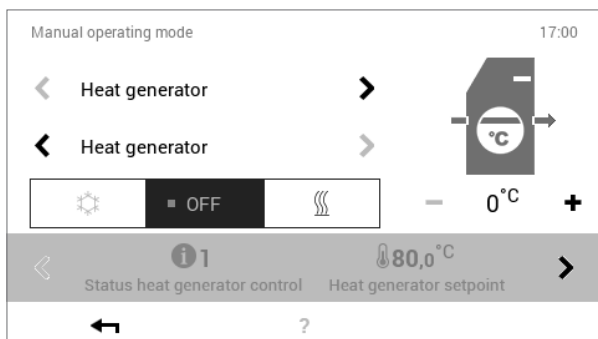 Manual operating mode 17:00
Heat generator
Heat generator
°C
OFF
0°C
1 80,0°C
Status heat generator control Heat generator setpoint
?